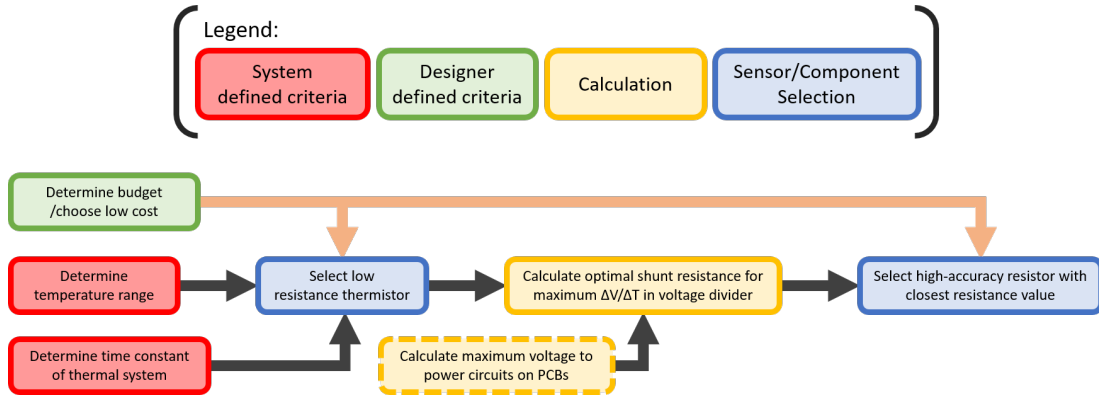 Legend:
System
defined criteria
Designer
defined criteria
Calculation
Sensor/Component
Selection
Determine budget
/choose low cost
Determine
temperature range
Select low
resistance thermistor
Calculate optimal shunt resistance for
maximum ΔV/ΔT in voltage divider
Select high-accuracy resistor with
closest resistance value
Determine time constant
of thermal system
Calculate maximum voltage to
power circuits on PCBs